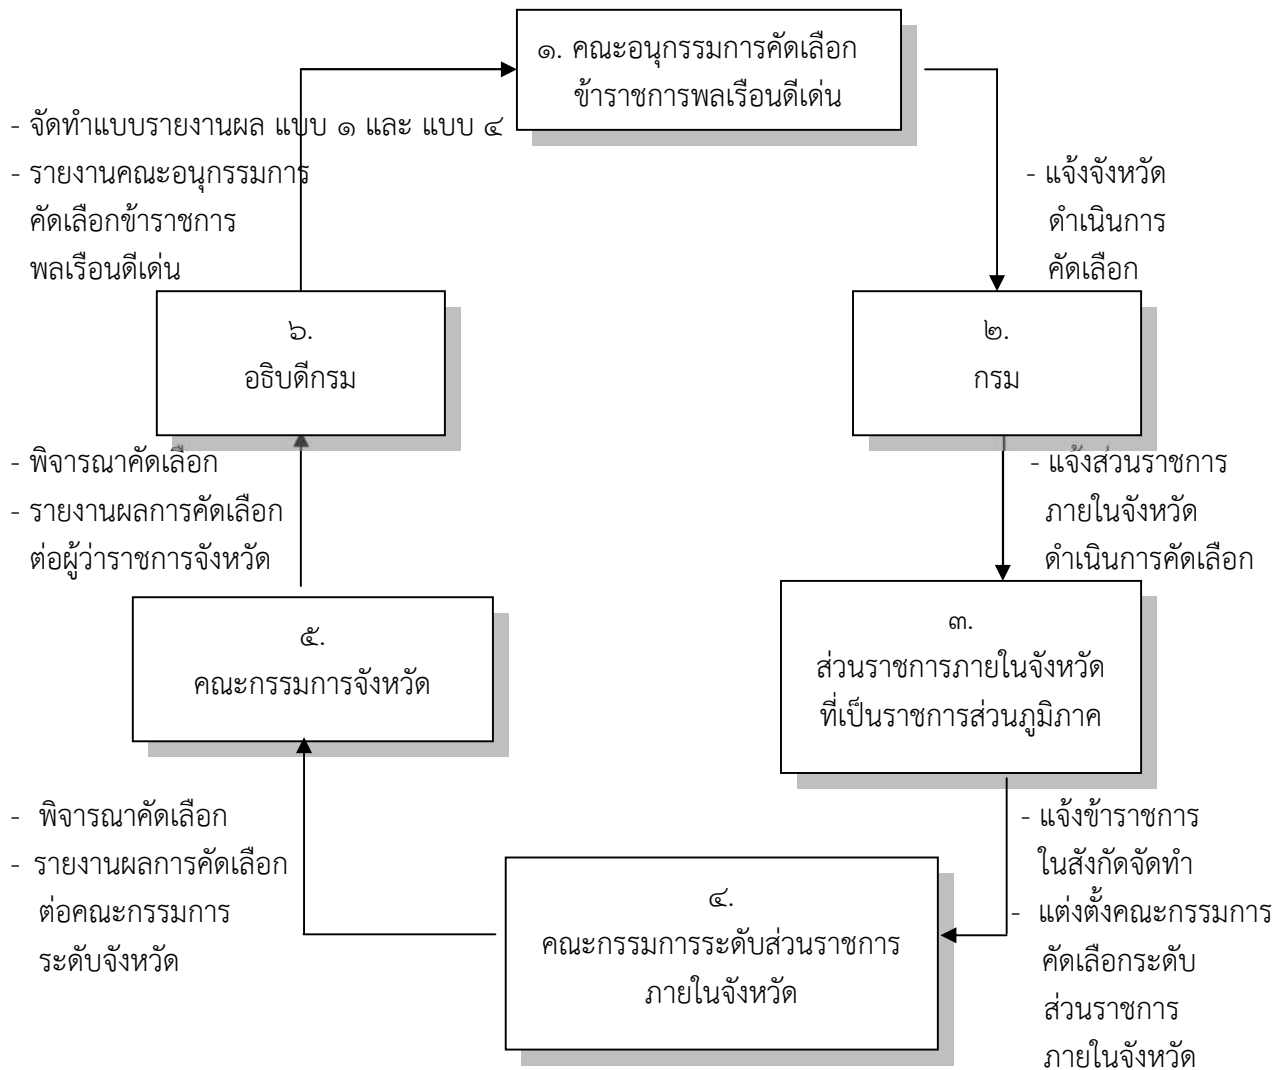 ๑. คณะอนุกรรมการคัดเลือก
ข้าราชการพลเรือนดีเด่น
- จัดทำแบบรายงานผล แบบ ๑ และ แบบ ๔
- รายงานคณะอนุกรรมการ
คัดเลือกข้าราชการ
พลเรือนดีเด่น
- แจ้งจังหวัด
ดำเนินการ
คัดเลือก
๖.
อธิบดีกรม
๒.
กรม
- พิจารณาคัดเลือก
- รายงานผลการคัดเลือก
ต่อผู้ว่าราชการจังหวัด
- แจ้งส่วนราชการ
ภายในจังหวัด
ดำเนินการคัดเลือก
๕.
คณะกรรมการจังหวัด
๓.
ส่วนราชการภายในจังหวัด
ที่เป็นราชการส่วนภูมิภาค
- พิจารณาคัดเลือก
- รายงานผลการคัดเลือก
ต่อคณะกรรมการ
ระดับจังหวัด
- แจ้งข้าราชการ
ในสังกัดจัดทำ
- แต่งตั้งคณะกรรมการ
คัดเลือกระดับ
ส่วนราชการ
ภายในจังหวัด
๔.
คณะกรรมการระดับส่วนราชการ
ภายในจังหวัด